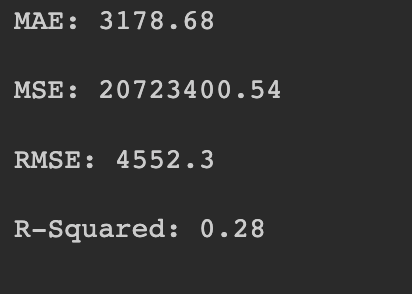 MAE: 3178.68
MSE: 20723400.54
RMSE: 4552.3
R-Squared: 0.28